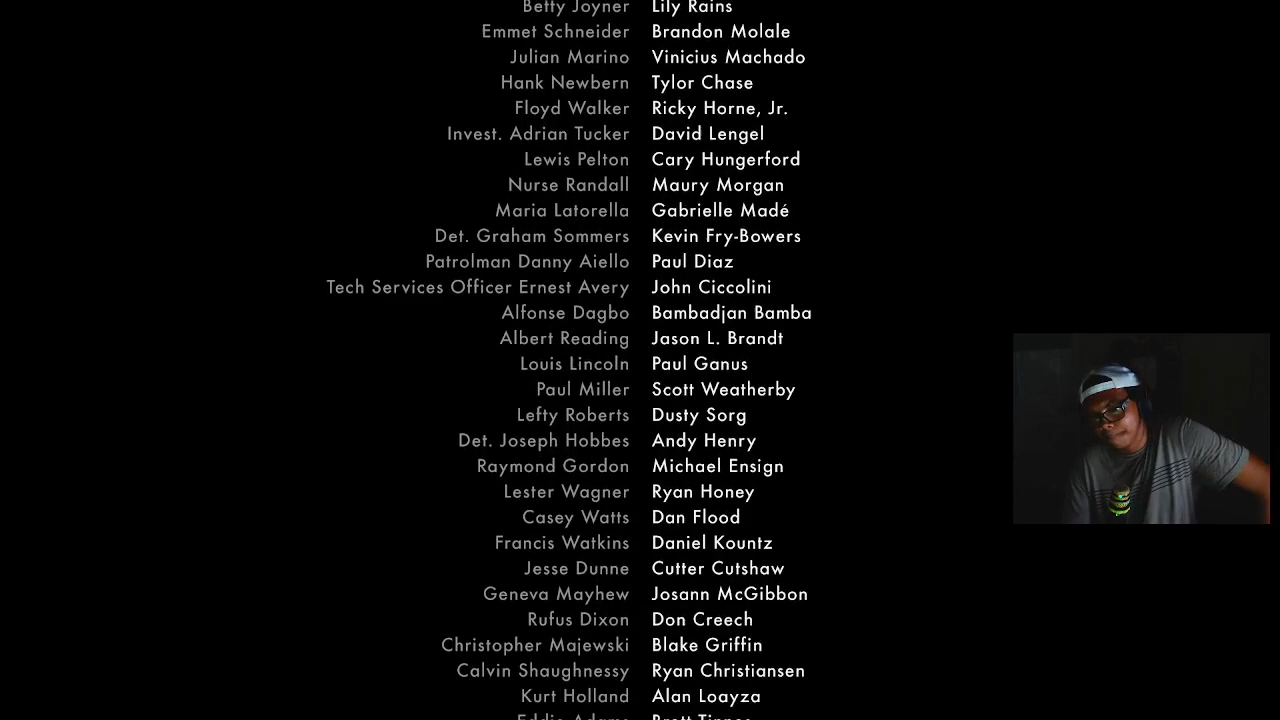 Betty Joyner Lily Rains
Emmet Schneider Brandon Molale
Julian Marino Vinicius Machado
Hank Newbern Tylor Chase
Floyd Walker Ricky Horne, Jr.
Invest. Adrian Tucker David Lengel
Lewis Pelton Cary Hungerford
Nurse Randall Maury Morgan
Maria Latorella Gabrielle Madé
Det. Graham Sommers Kevin Fry-Bowers
Patrolman Danny Aiello Paul Diaz
Tech Services Officer Ernest Avery John Ciccolini
Alfonse Dagbo Bambadjan Bamba
Albert Reading Jason L. Brandt
Louis Lincoln Paul Ganus
Paul Miller Scott Weatherby
Lefty Roberts Dusty Sorg
Det. Joseph Hobbes Andy Henry
Raymond Gordon Michael Ensign
Lester Wagner Ryan Honey
Casey Watts Dan Flood
Francis Watkins Daniel Kountz
Jesse Dunne Cutter Cutshaw
Geneva Mayhew Josann McGibbon
Rufus Dixon Don Creech
Christopher Majewski Blake Griffin
Calvin Shaughnessy Ryan Christiansen
Kurt Holland Alan Loayza
Eddie Adams Brett